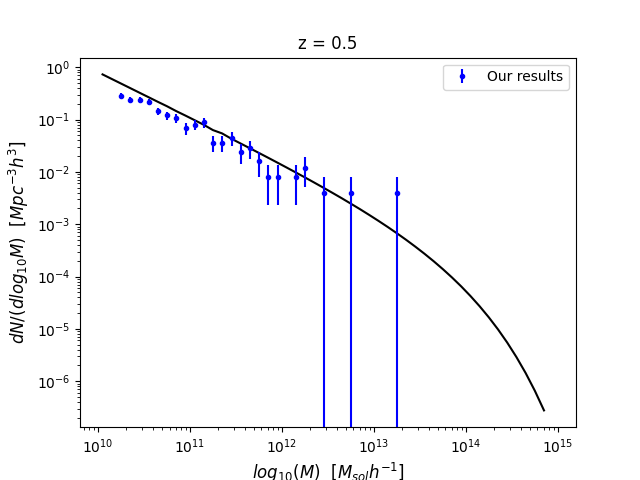 z = 0.5
Our results
dN/(dlog₁₀M) [Mpc⁻³h³]
10⁰
10⁻¹
10⁻²
10⁻³
10⁻⁴
10⁻⁵
10⁻⁶
10¹⁰ 10¹¹ 10¹² 10¹³ 10¹⁴ 10¹⁵
log₁₀(M) [M_sol h⁻¹]